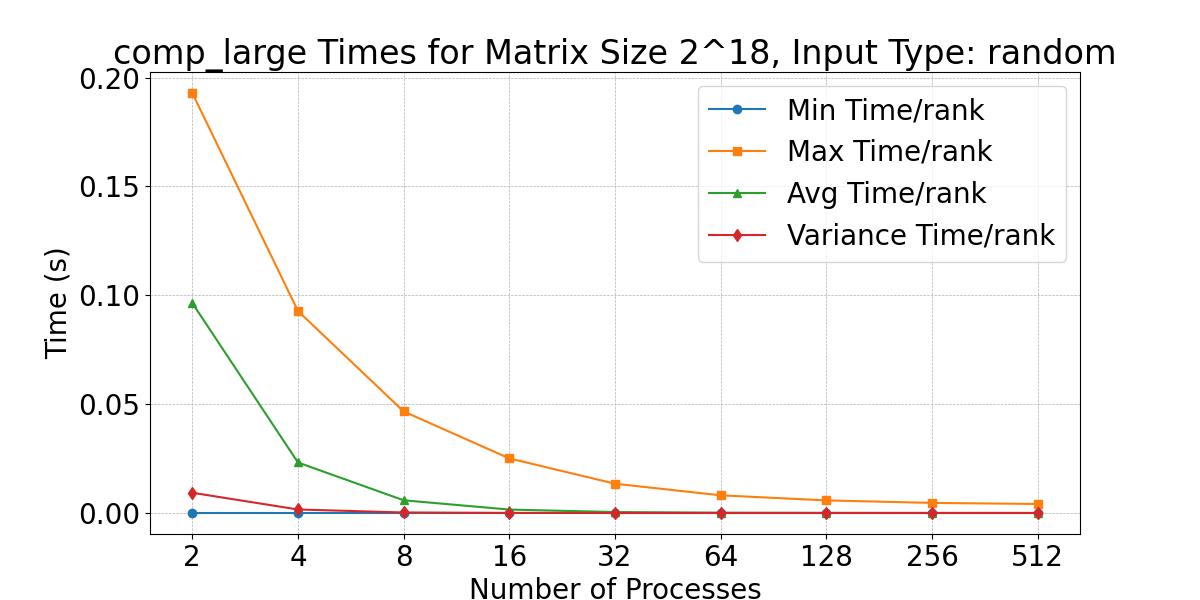 comp_large Times for Matrix Size 2^18, Input Type: random
Min Time/rank
Max Time/rank
Avg Time/rank
Variance Time/rank
Time (s)
0.20
0.15
0.10
0.05
0.00
2 4 8 16 32 64 128 256 512
Number of Processes